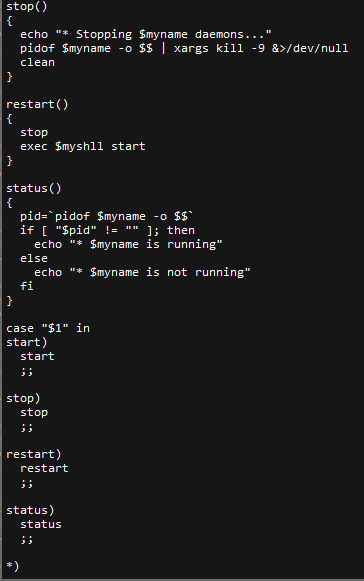 stop()
{
  echo "* Stopping $myname daemons..."
  pidof $myname -o $$ | xargs kill -9 &>/dev/null
  clean
}

restart()
{
  stop
  exec $myshll start
}

status()
{
  pid=`pidof $myname -o $$`
  if [ "$pid" != "" ]; then
    echo "* $myname is running"
  else
    echo "* $myname is not running"
  fi
}

case "$1" in
start)
  start
  ;;

stop)
  stop
  ;;

restart)
  restart
  ;;

status)
  status
  ;;

*)